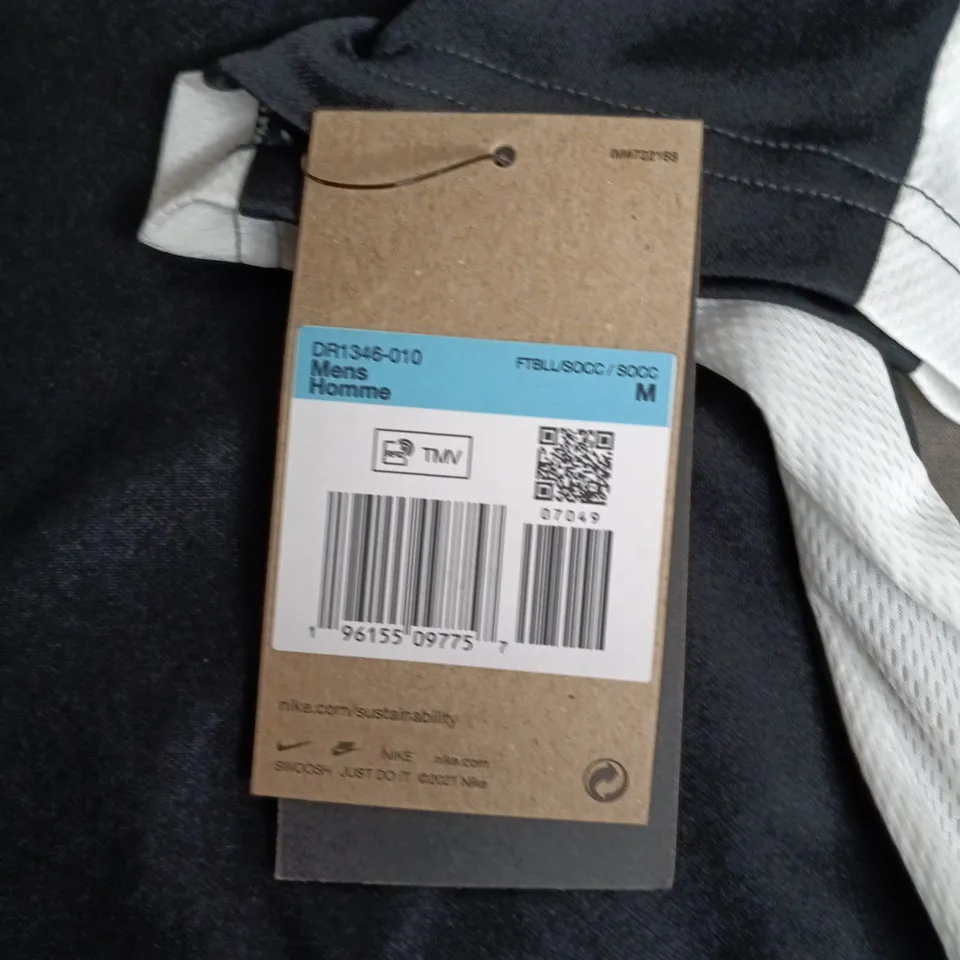 DR1346-010
Mens
Homme
FTBLL/SOCC / SOCC
M
TMV
07049
1 96155 09775 7
nike.com/sustainability
NIKE nike.com
SWOOSH JUST DO IT ©2021 Nike